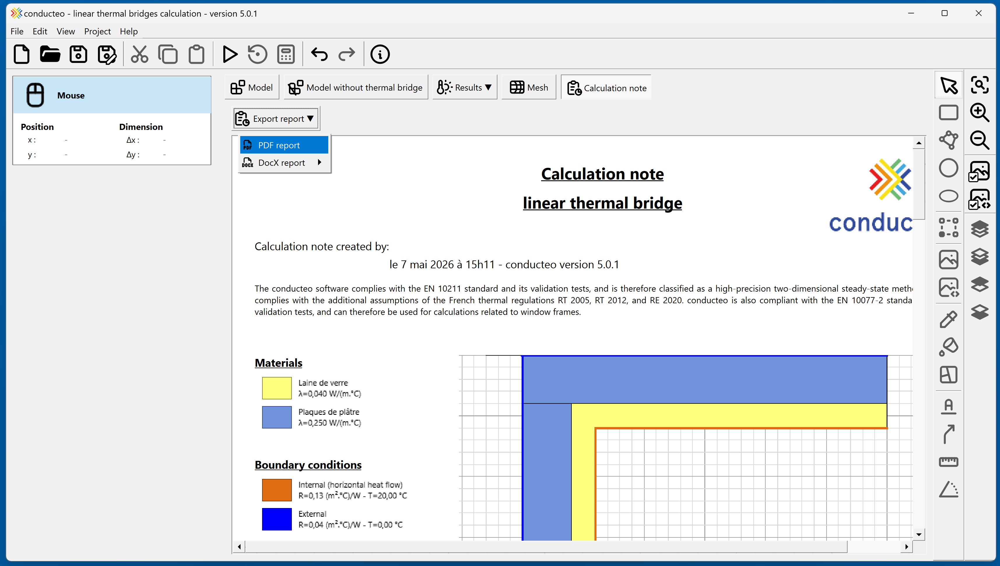 conducteo - linear thermal bridges calculation - version 5.0.1
File Edit View Project Help
Mouse
Position Dimension
x : - Δx : -
y : - Δy : -
Model Model without thermal bridge Results ▼ Mesh Calculation note
Export report ▼
PDF PDF report
DOCX DocX report
Calculation note
linear thermal bridge
conduc
Calculation note created by:
le 7 mai 2026 à 15h11 - conducteo version 5.0.1
The conducteo software complies with the EN 10211 standard and its validation tests, and is therefore classified as a high-precision two-dimensional steady-state meth
complies with the additional assumptions of the French thermal regulations RT 2005, RT 2012, and RE 2020. conducteo is also compliant with the EN 10077-2 standa
validation tests, and can therefore be used for calculations related to window frames.
Materials
Laine de verre
λ=0,040 W/(m.°C)
Plaques de plâtre
λ=0,250 W/(m.°C)
Boundary conditions
Internal (horizontal heat flow)
R=0,13 (m².°C)/W - T=20,00 °C
External
R=0,04 (m².°C)/W - T=0,00 °C